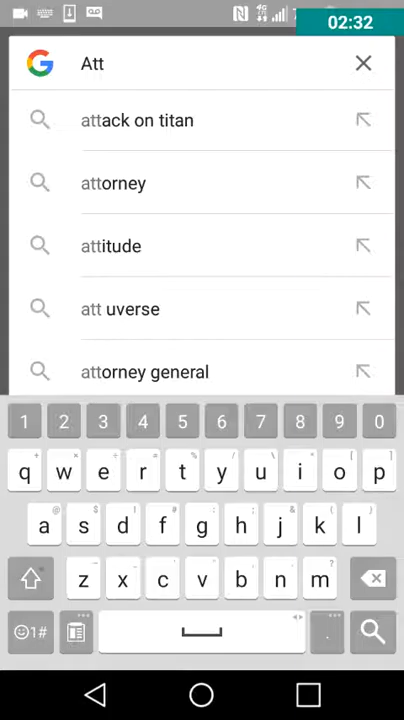 02:32
Att
attack on titan
attorney
attitude
att uverse
attorney general
1 2 3 4 5 6 7 8 9 0
q w e r t y u i o p
a s d f g h j k l
z x c v b n m
1# .